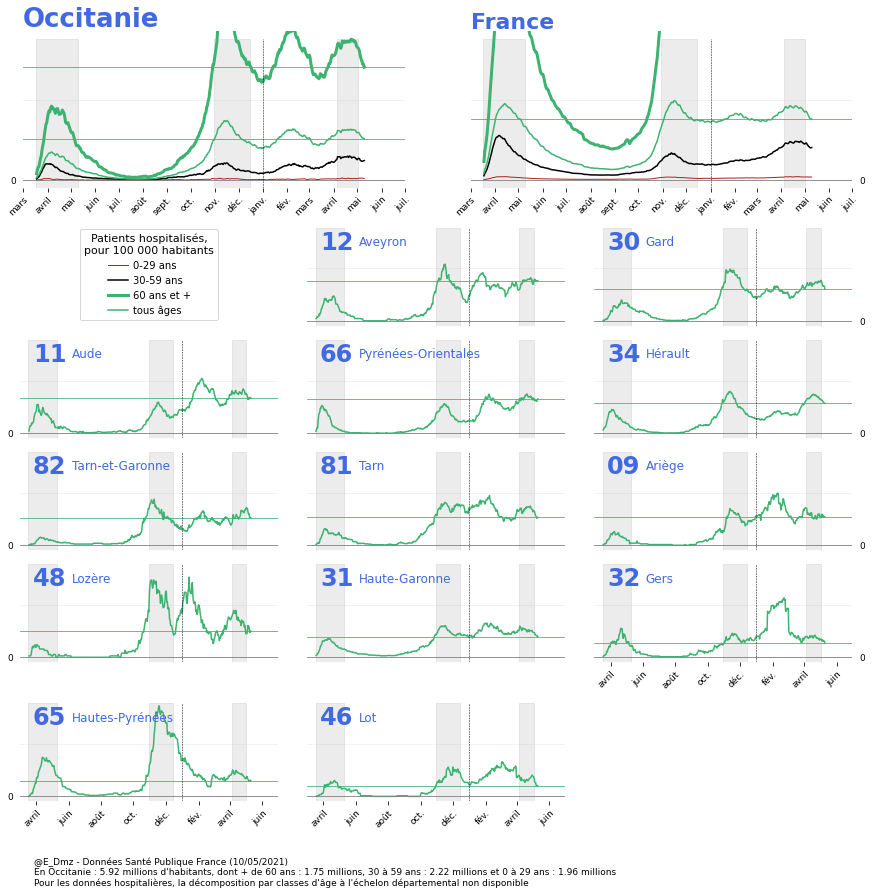 Occitanie
France
0
mars avril mai juin juil. août sept. oct. nov. déc. janv. fév. mars avril mai juin juil.
mars avril mai juin juil. août sept. oct. nov. déc. janv. fév. mars avril mai juin juil.
0
Patients hospitalisés,
pour 100 000 habitants
0-29 ans
30-59 ans
60 ans et +
tous âges
12 Aveyron
30 Gard
0
11 Aude
66 Pyrénées-Orientales
34 Hérault
0
0
82 Tarn-et-Garonne
81 Tarn
09 Ariège
0
0
48 Lozère
31 Haute-Garonne
32 Gers
0
0
avril juin août oct. déc. fév. avril juin
65 Hautes-Pyrénées
46 Lot
0
avril juin août oct. déc. fév. avril juin
avril juin août oct. déc. fév. avril juin
@E_Dmz - Données Santé Publique France (10/05/2021)
En Occitanie : 5.92 millions d'habitants, dont + de 60 ans : 1.75 millions, 30 à 59 ans : 2.22 millions et 0 à 29 ans : 1.96 millions
Pour les données hospitalières, la décomposition par classes d'âge à l'échelon départemental non disponible